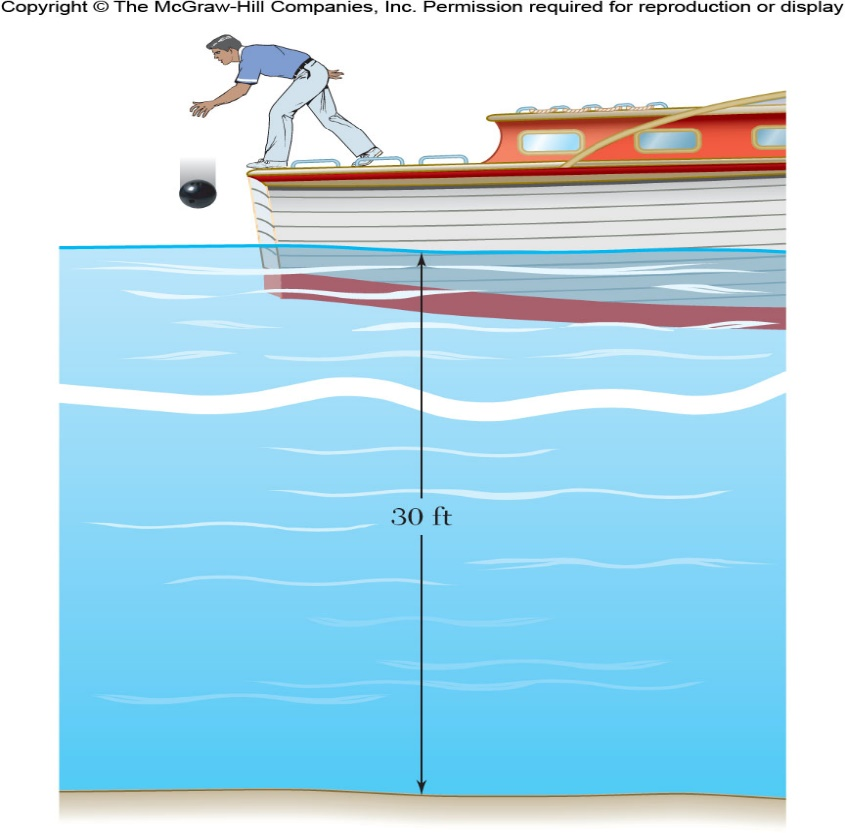 Copyright © The McGraw-Hill Companies, Inc. Permission required for reproduction or display
30 ft